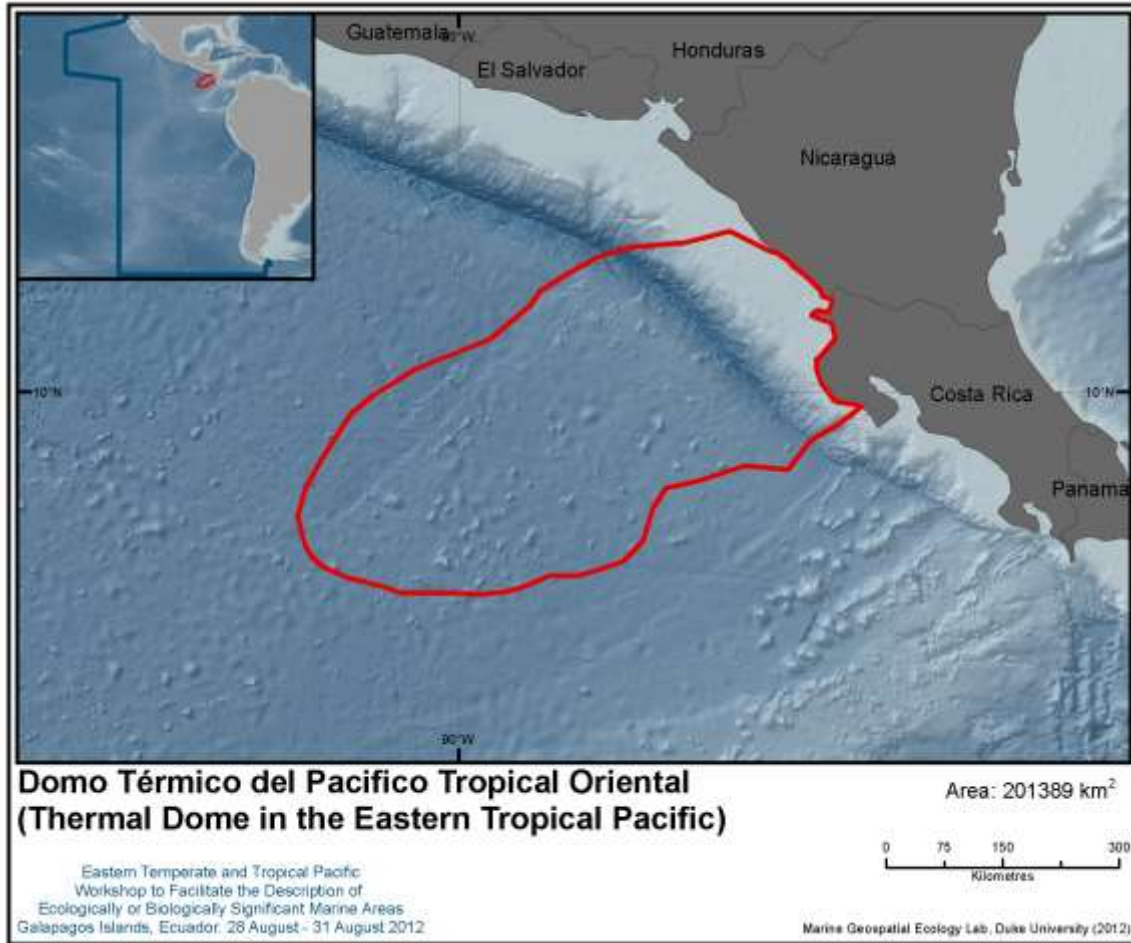 Guatemala
90°W
Honduras
El Salvador
Nicaragua
10°N
10°N
Costa Rica
Panama
90°W
Domo Térmico del Pacifico Tropical Oriental
(Thermal Dome in the Eastern Tropical Pacific)
Area: 201389 km²
0 75 150 300
Kilometres
Eastern Temperate and Tropical Pacific
Workshop to Facilitate the Description of
Ecologically or Biologically Significant Marine Areas
Galapagos Islands, Ecuador. 28 August - 31 August 2012
Marine Geospatial Ecology Lab, Duke University (2012)